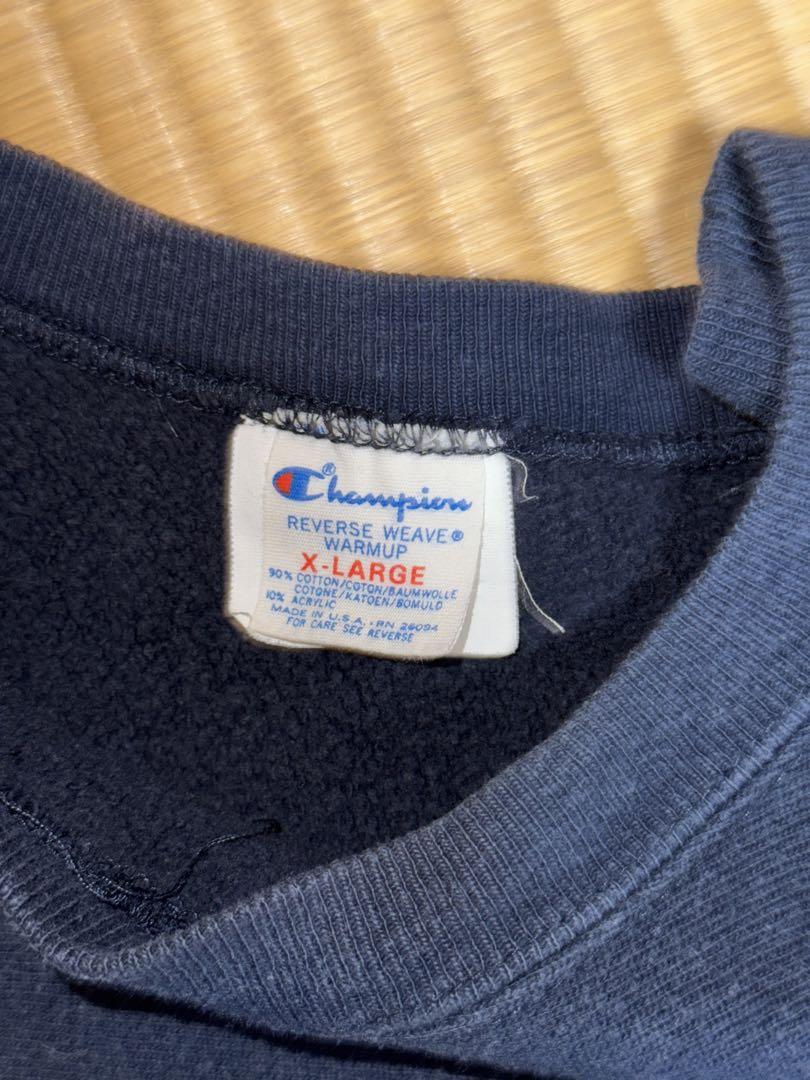 Champion®
REVERSE WEAVE®
WARMUP
X-LARGE
90% COTTON/COTON/BAUMWOLLE
COTONE/KATOEN/BOMULD
10% ACRYLIC
MADE IN U.S.A. · RN 26094
FOR CARE SEE REVERSE